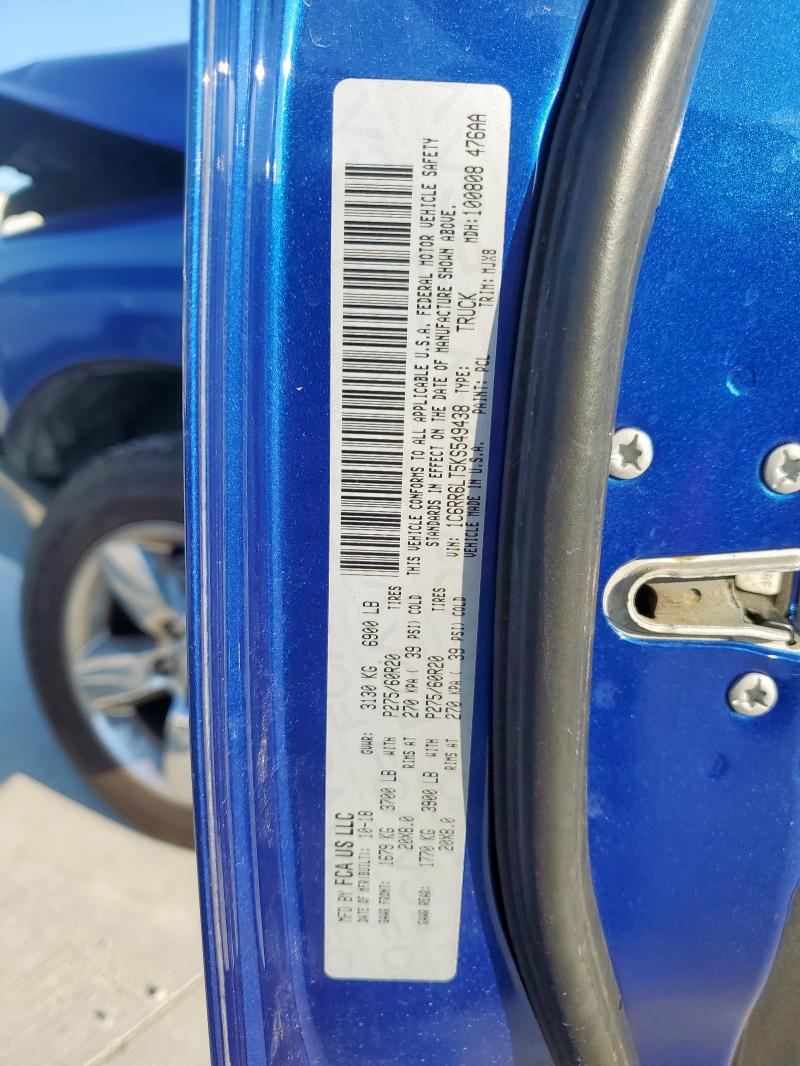 MFD BY FCA US LLC
DATE OF MFR(BUILT): 10-18 GVWR: 3130 KG 6900 LB
GAWR FRONT: 1679 KG 3700 LB WITH P275/60R20 TIRES
20X8.0 RIMS AT 270 KPA ( 39 PSI) COLD
GAWR REAR: 1770 KG 3900 LB WITH P275/60R20 TIRES
20X8.0 RIMS AT 270 KPA ( 39 PSI) COLD
THIS VEHICLE CONFORMS TO ALL APPLICABLE U.S.A. FEDERAL MOTOR VEHICLE SAFETY
STANDARDS IN EFFECT ON THE DATE OF MANUFACTURE SHOWN ABOVE.
VIN: 1C6RR6LT5KS549438 TYPE: TRUCK MDH:100808 476AA
VEHICLE MADE IN U.S.A. PAINT: PCL TRIM: MJX8